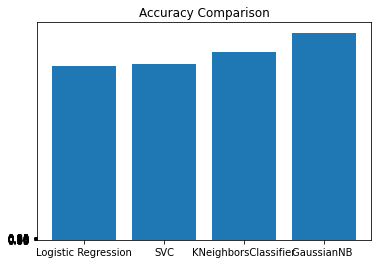 Accuracy Comparison
Logistic Regression
SVC
KNeighborsClassifier
GaussianNB